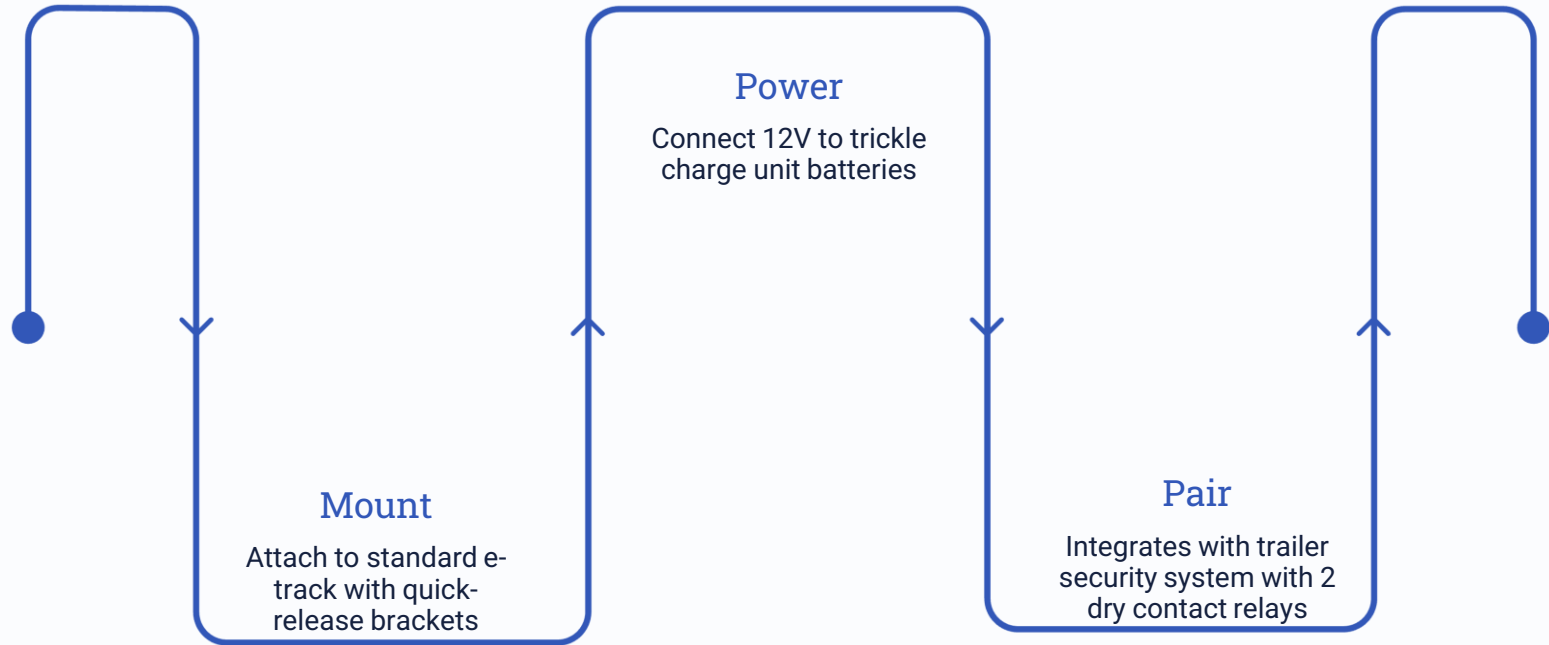 Mount
Attach to standard e-
track with quick-
release brackets
Power
Connect 12V to trickle
charge unit batteries
Pair
Integrates with trailer
security system with 2
dry contact relays